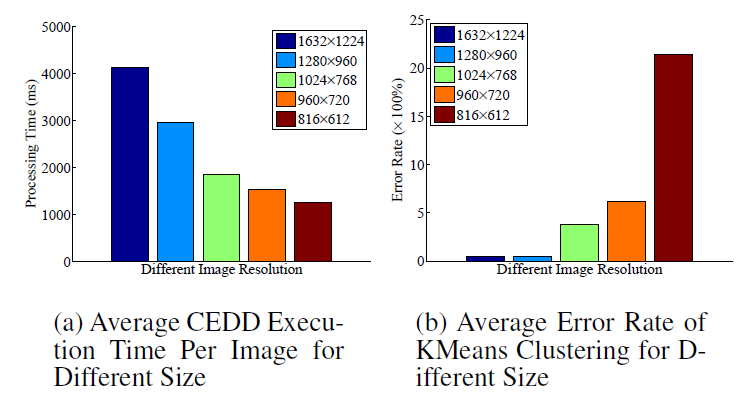 5000
4000
3000
2000
1000
0
Processing Time (ms)
1632×1224
1280×960
1024×768
960×720
816×612
Different Image Resolution
(a) Average CEDD Execu-
tion Time Per Image for
Different Size
25
20
15
10
5
0
Error Rate (×100%)
1632×1224
1280×960
1024×768
960×720
816×612
Different Image Resolution
(b) Average Error Rate of
KMeans Clustering for D-
ifferent Size